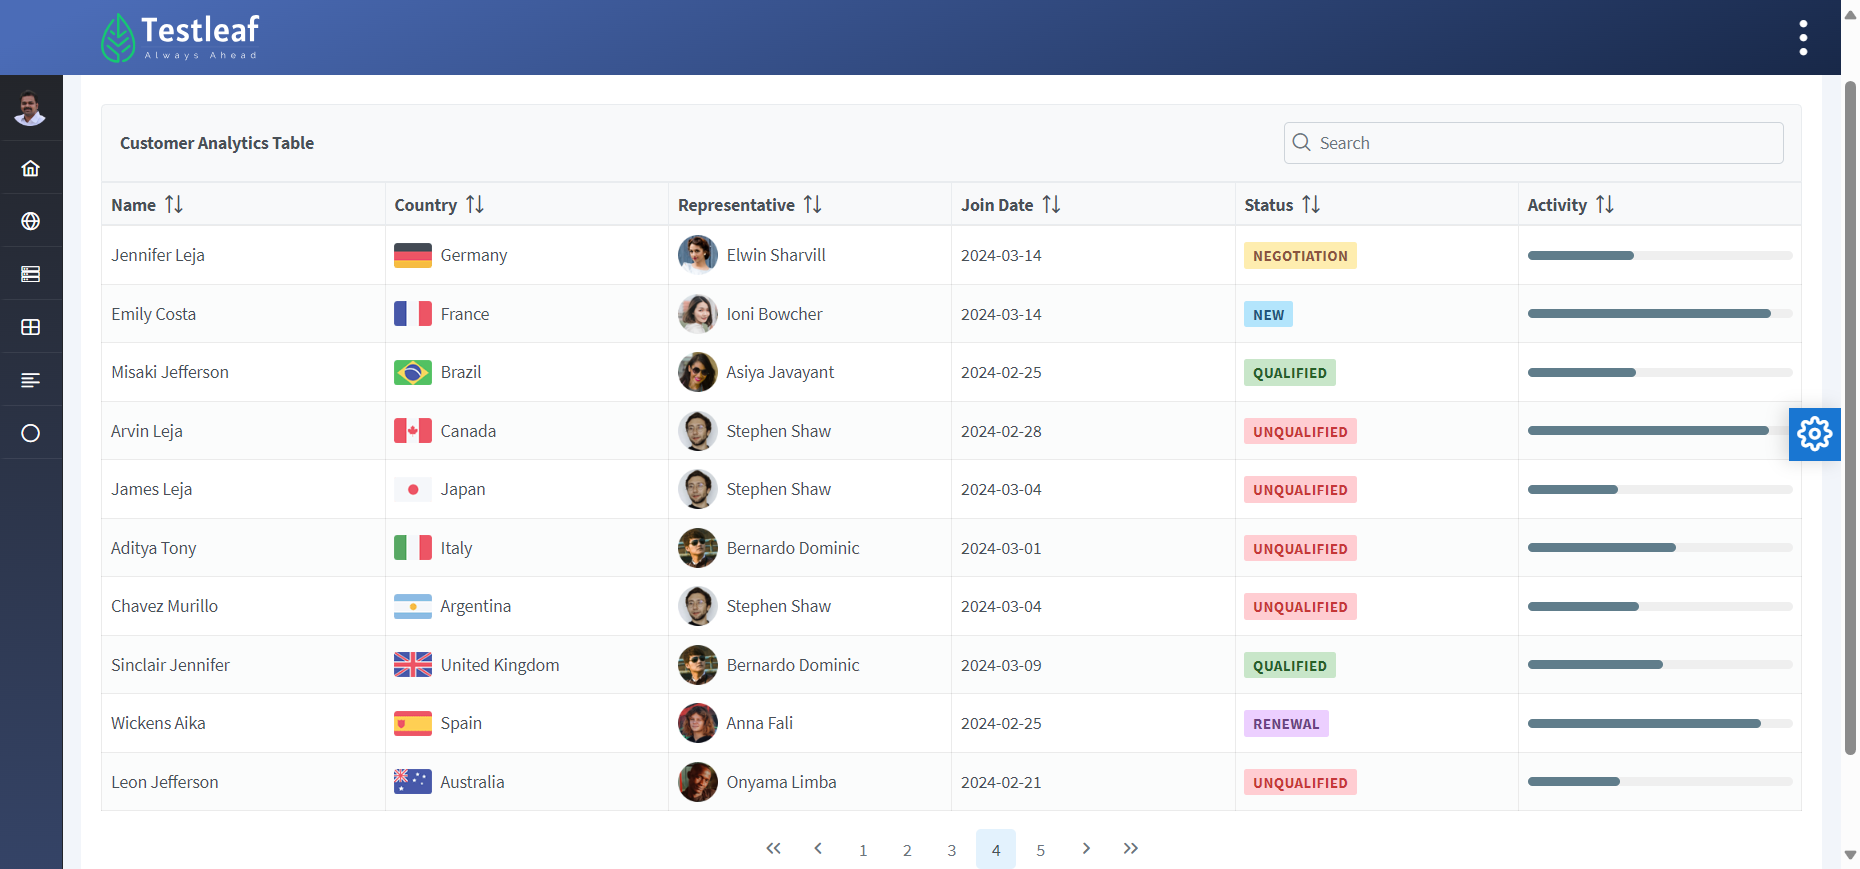 Testleaf
Always Ahead
Customer Analytics Table
Search
Name Country Representative Join Date Status Activity
Jennifer Leja Germany Elwin Sharvill 2024-03-14 NEGOTIATION
Emily Costa France Ioni Bowcher 2024-03-14 NEW
Misaki Jefferson Brazil Asiya Javayant 2024-02-25 QUALIFIED
Arvin Leja Canada Stephen Shaw 2024-02-28 UNQUALIFIED
James Leja Japan Stephen Shaw 2024-03-04 UNQUALIFIED
Aditya Tony Italy Bernardo Dominic 2024-03-01 UNQUALIFIED
Chavez Murillo Argentina Stephen Shaw 2024-03-04 UNQUALIFIED
Sinclair Jennifer United Kingdom Bernardo Dominic 2024-03-09 QUALIFIED
Wickens Aika Spain Anna Fali 2024-02-25 RENEWAL
Leon Jefferson Australia Onyama Limba 2024-02-21 UNQUALIFIED
1 2 3 4 5